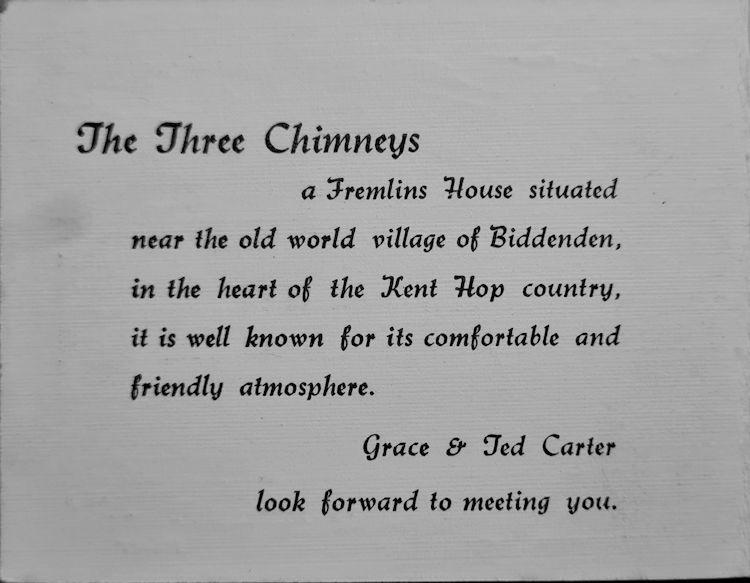 The Three Chimneys
a Fremlins House situated
near the old world village of Biddenden,
in the heart of the Kent Hop country,
it is well known for its comfortable and
friendly atmosphere.
Grace & Ted Carter
look forward to meeting you.